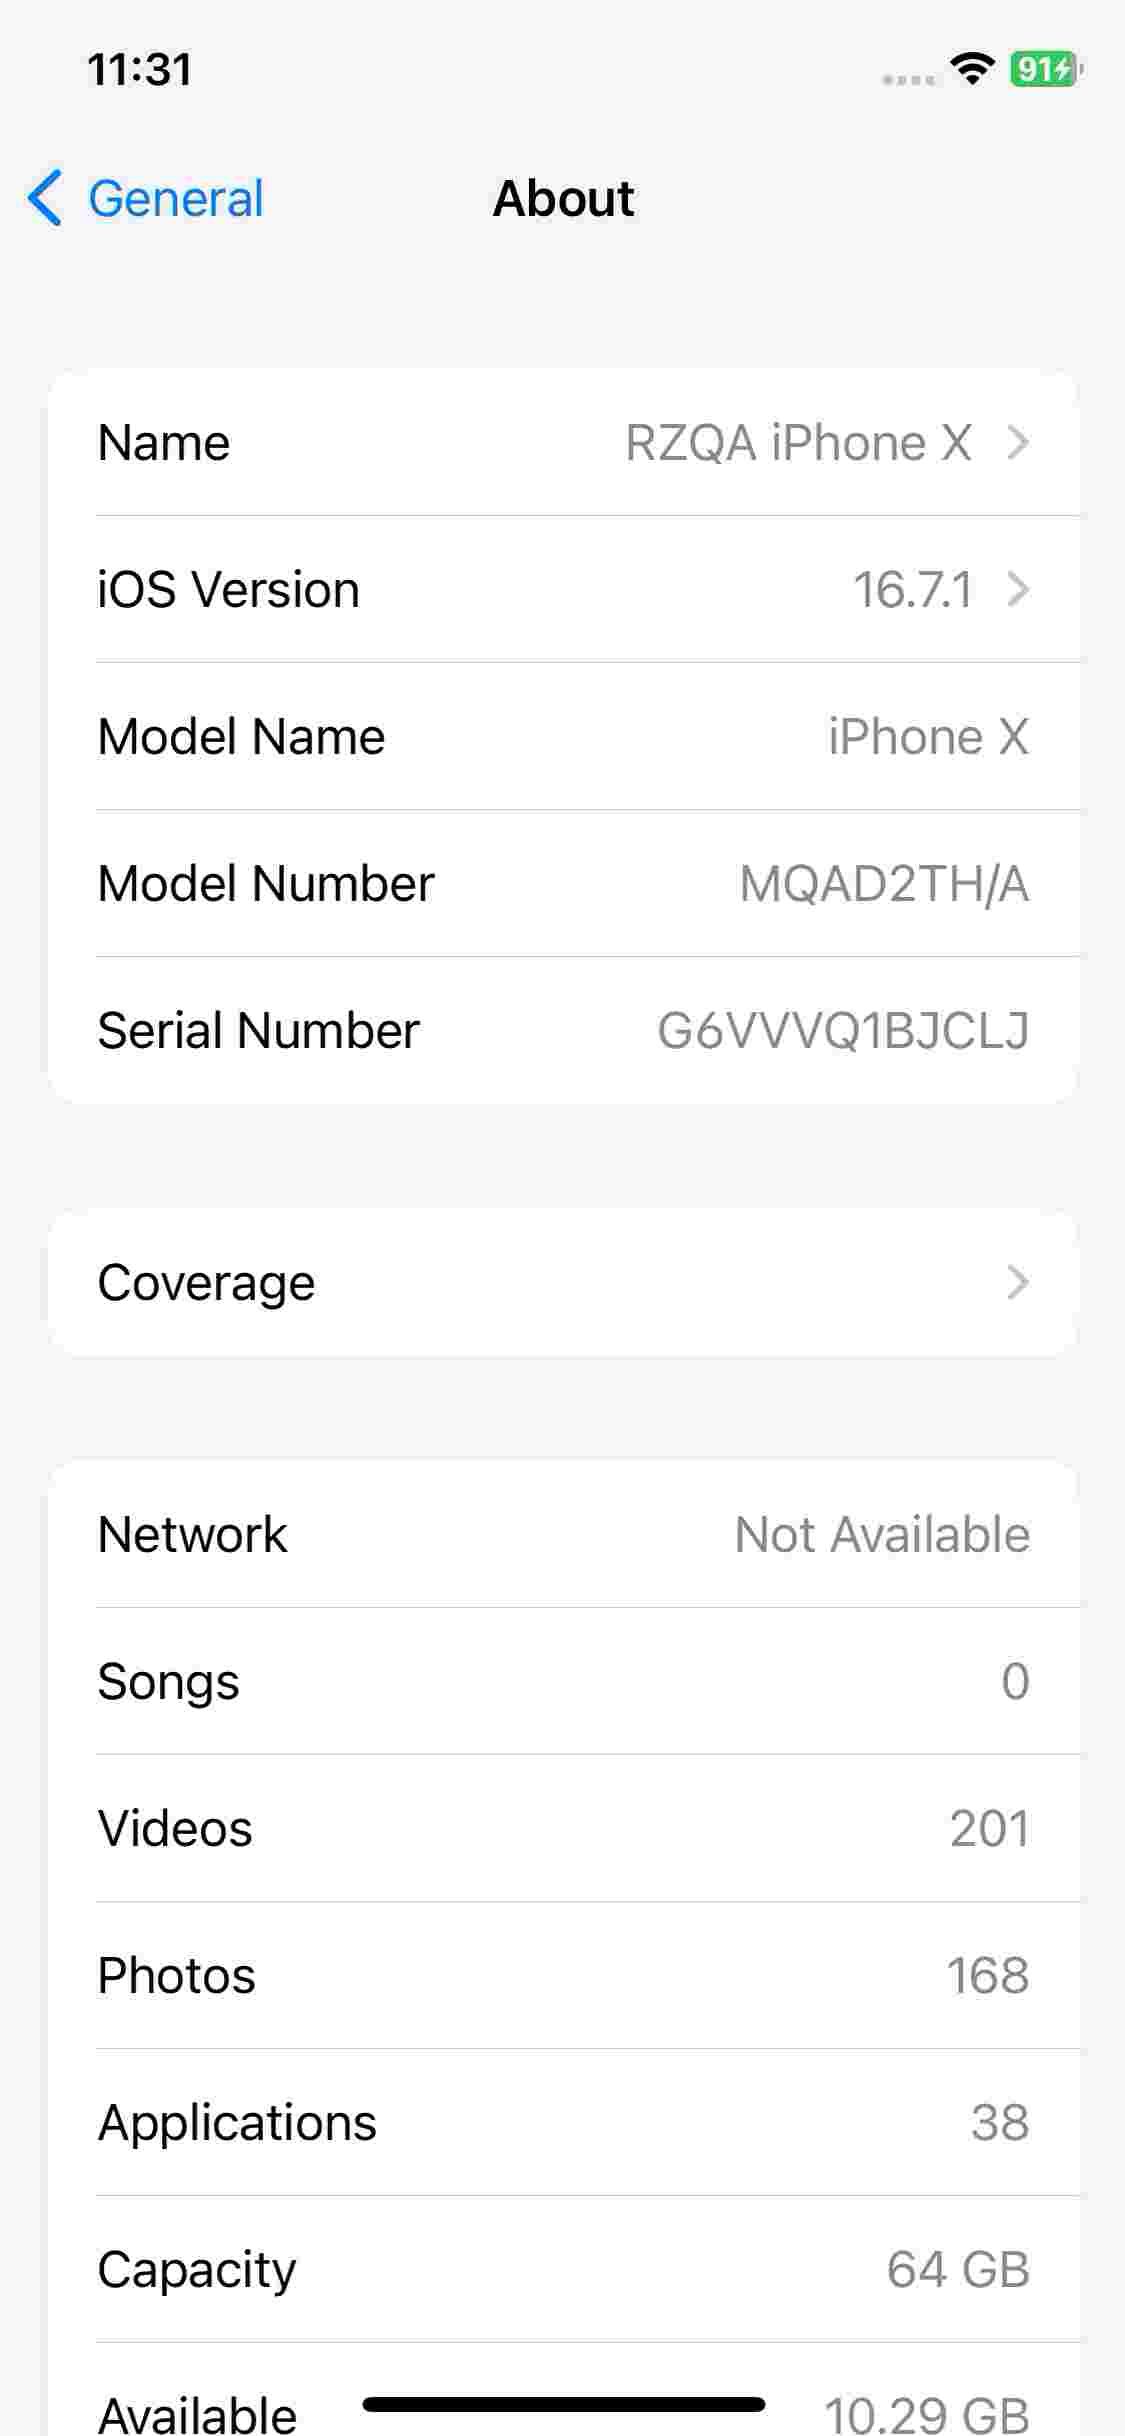 11:31
91
General
About
Name RZQA iPhone X
iOS Version 16.7.1
Model Name iPhone X
Model Number MQAD2TH/A
Serial Number G6VVVQ1BJCLJ
Coverage
Network Not Available
Songs 0
Videos 201
Photos 168
Applications 38
Capacity 64 GB
Available 10.29 GB